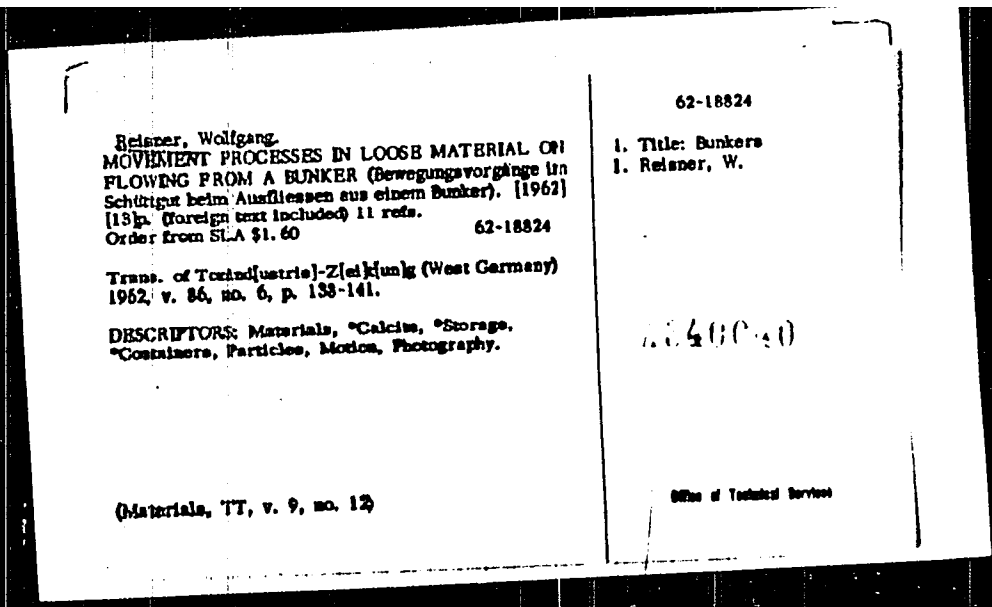 Reisner, Wolfgang.
MOVEMENT PROCESSES IN LOOSE MATERIAL ON
FLOWING FROM A BUNKER (Bewegungsvorgänge im
Schüttgut beim Ausfliessen aus einem Bunker). [1962]
[13]p. (foreign text included) 11 refs.
Order from SLA $1.60 62-18824
Trans. of Tonind[ustrie]-Z[ei]t[un]g (West Germany)
1962, v. 86, no. 6, p. 138-141.
DESCRIPTORS: Materials, *Calcite, *Storage,
*Containers, Particles, Motion, Photography.
(Materials, TT, v. 9, no. 12)
62-18824
1. Title: Bunkers
1. Reisner, W.
Office of Technical Services